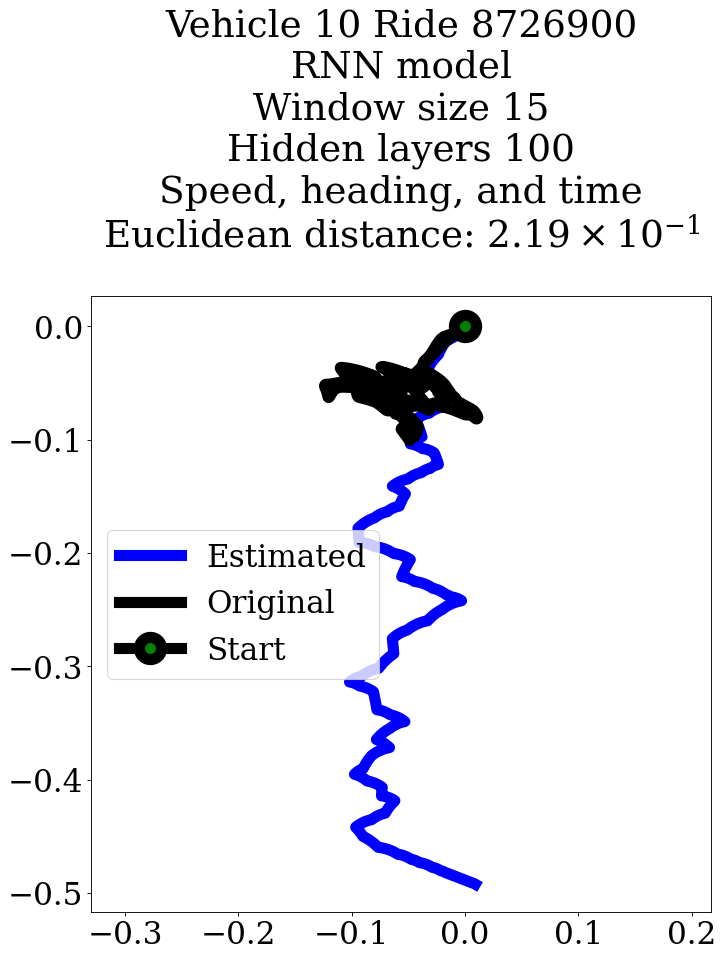 Vehicle 10 Ride 8726900
RNN model
Window size 15
Hidden layers 100
Speed, heading, and time
Euclidean distance: 2.19 × 10⁻¹
0.0
−0.1
−0.2
−0.3
−0.4
−0.5
Estimated
Original
Start
−0.3 −0.2 −0.1 0.0 0.1 0.2